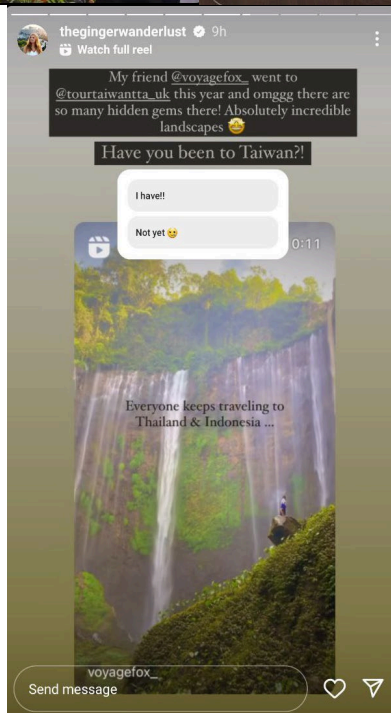 thegingerwanderlust 9h
Watch full reel
My friend @voyagefox_ went to
@tourtaiwantta_uk this year and omggg there are
so many hidden gems there! Absolutely incredible
landscapes 🤩
Have you been to Taiwan?!
I have!!
Not yet 🥹
0:11
Everyone keeps traveling to
Thailand & Indonesia ...
voyagefox_
Send message